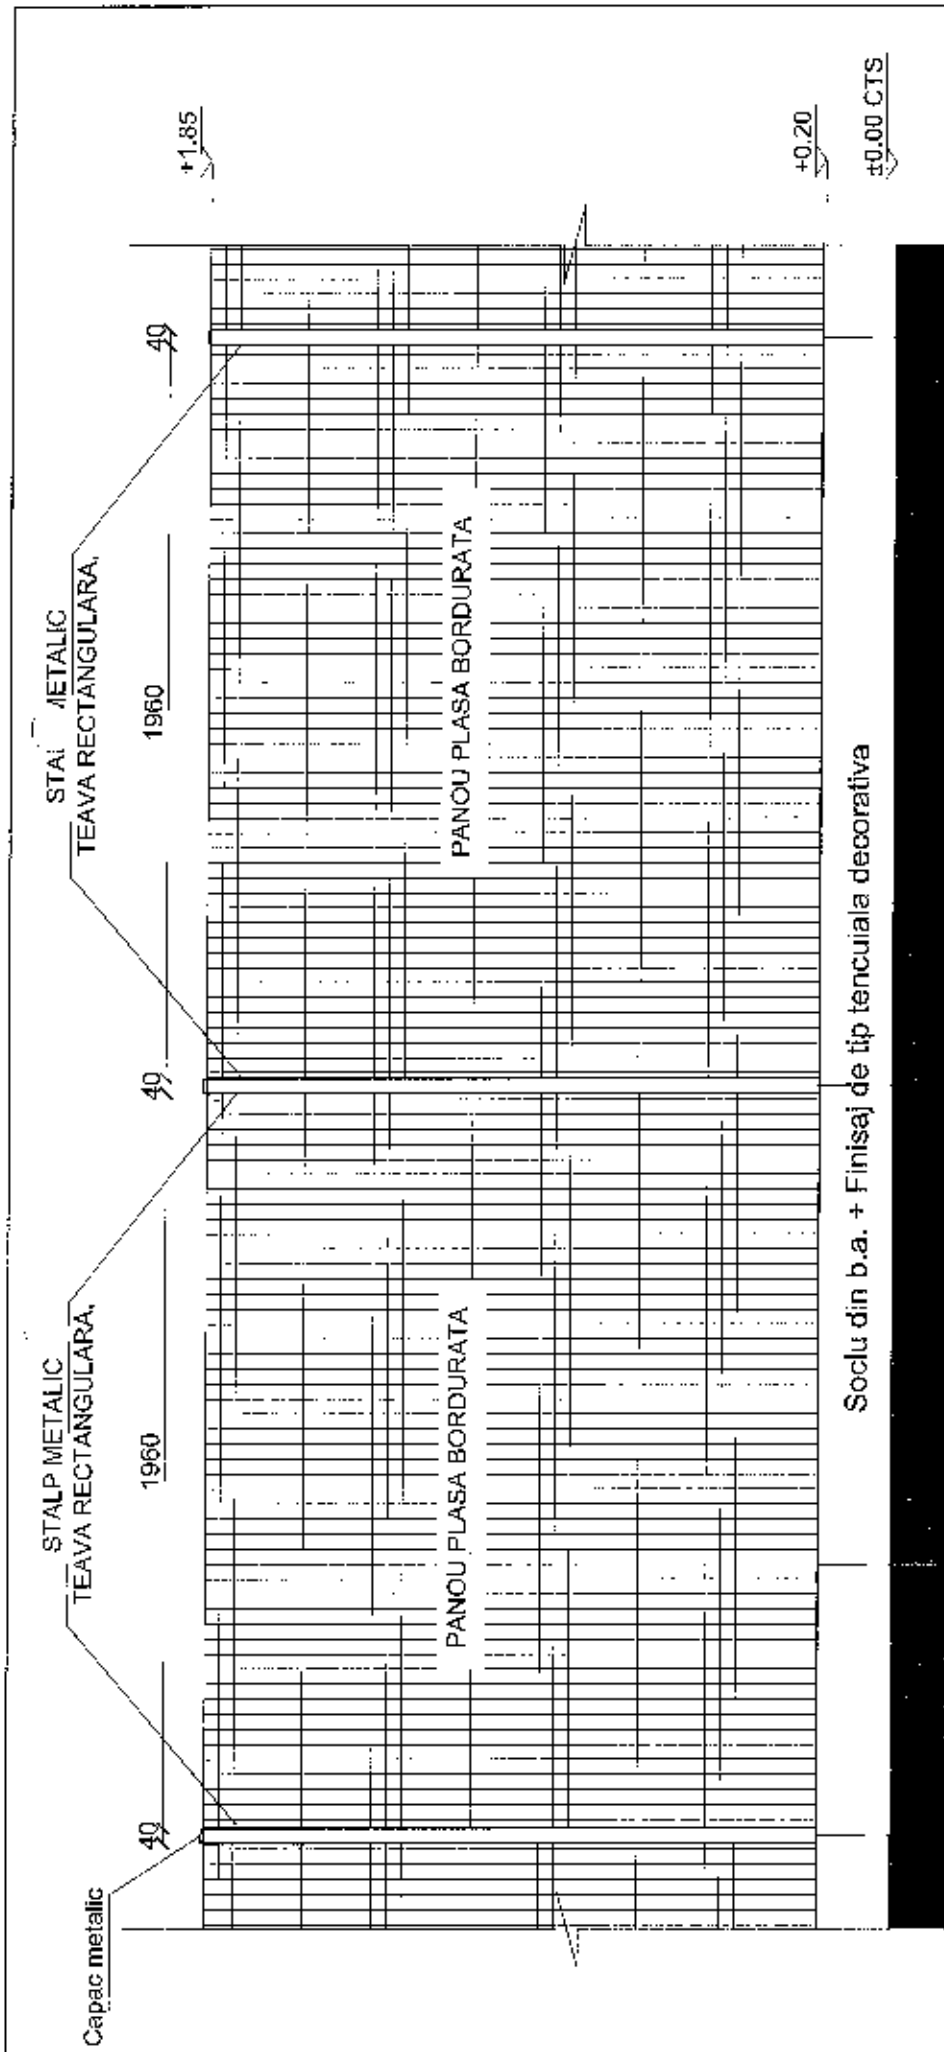 Capac metalic
STALP METALIC
TEAVA RECTANGULARA,
TEAVA RECTANGULARA,
40
1960
40
1960
40
+1.85
PANOU PLASA BORDURATA
PANOU PLASA BORDURATA
+0.20
Soclu din b.a. + Finisaj de tip tencuiala decorativa
±0.00 CTS